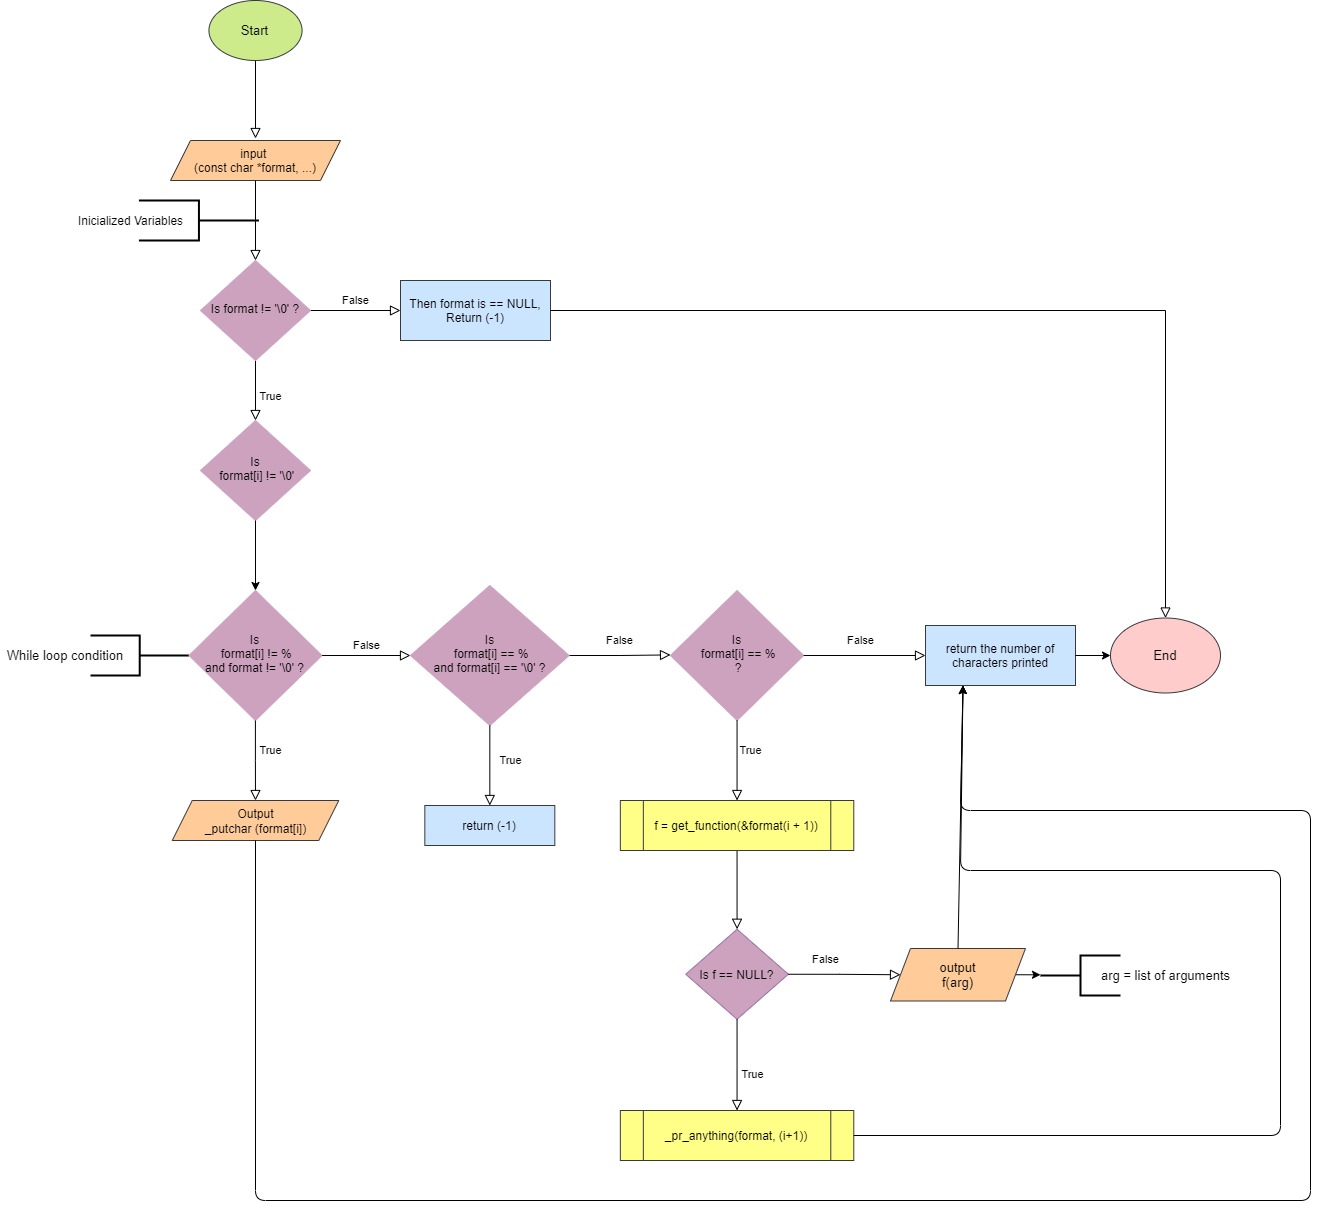 Start
input
(const char *format, ...)
Inicialized Variables
Is format != '\0' ?
False
Then format is == NULL,
Return (-1)
True
Is
format[i] != '\0'
While loop condition
Is
format[i] != %
and format != '\0' ?
False
Is
format[i] == %
and format[i] == '\0' ?
False
Is
format[i] == %
?
False
return the number of
characters printed
End
True
True
True
Output
_putchar (format[i])
return (-1)
f = get_function(&format(i + 1))
Is f == NULL?
False
output
f(arg)
arg = list of arguments
True
_pr_anything(format, (i+1))